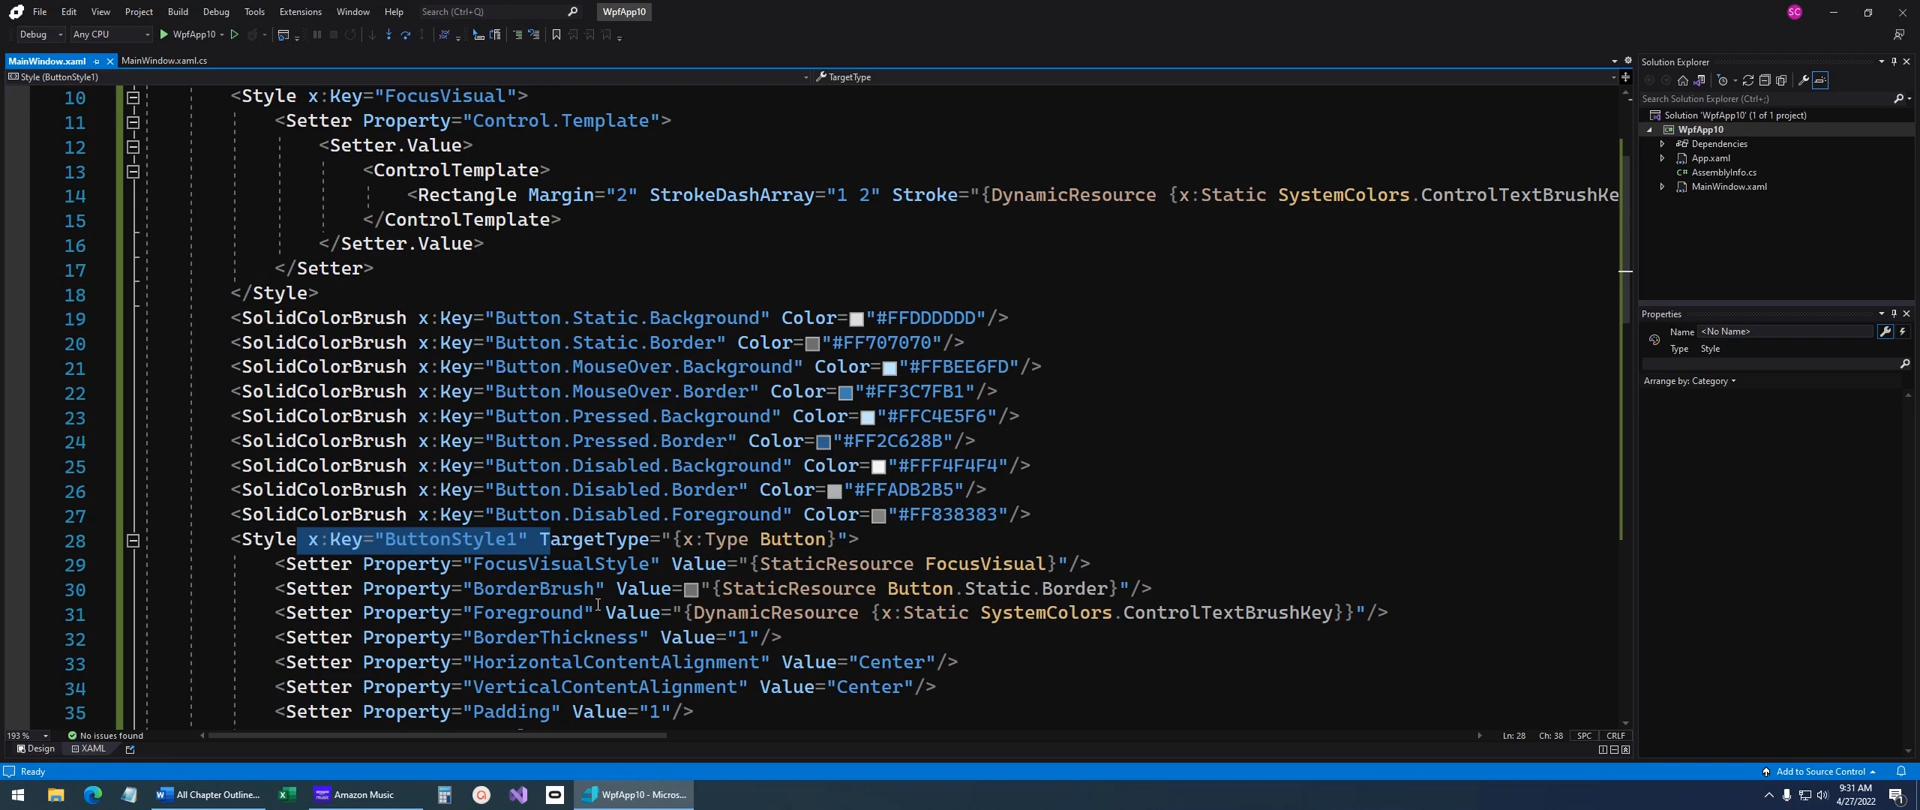 File Edit View Project Build Debug Tools Extensions Window Help Search (Ctrl+Q) WpfApp10 SC
Debug Any CPU WpfApp10
MainWindow.xaml MainWindow.xaml.cs
Style (ButtonStyle1) TargetType
10 <Style x:Key="FocusVisual">
11 <Setter Property="Control.Template">
12 <Setter.Value>
13 <ControlTemplate>
14 <Rectangle Margin="2" StrokeDashArray="1 2" Stroke="{DynamicResource {x:Static SystemColors.ControlTextBrushKe
15 </ControlTemplate>
16 </Setter.Value>
17 </Setter>
18 </Style>
19 <SolidColorBrush x:Key="Button.Static.Background" Color="#FFDDDDDD"/>
20 <SolidColorBrush x:Key="Button.Static.Border" Color="#FF707070"/>
21 <SolidColorBrush x:Key="Button.MouseOver.Background" Color="#FFBEE6FD"/>
22 <SolidColorBrush x:Key="Button.MouseOver.Border" Color="#FF3C7FB1"/>
23 <SolidColorBrush x:Key="Button.Pressed.Background" Color="#FFC4E5F6"/>
24 <SolidColorBrush x:Key="Button.Pressed.Border" Color="#FF2C628B"/>
25 <SolidColorBrush x:Key="Button.Disabled.Background" Color="#FFF4F4F4"/>
26 <SolidColorBrush x:Key="Button.Disabled.Border" Color="#FFADB2B5"/>
27 <SolidColorBrush x:Key="Button.Disabled.Foreground" Color="#FF838383"/>
28 <Style x:Key="ButtonStyle1" TargetType="{x:Type Button}">
29 <Setter Property="FocusVisualStyle" Value="{StaticResource FocusVisual}"/>
30 <Setter Property="BorderBrush" Value="{StaticResource Button.Static.Border}"/>
31 <Setter Property="Foreground" Value="{DynamicResource {x:Static SystemColors.ControlTextBrushKey}}"/>
32 <Setter Property="BorderThickness" Value="1"/>
33 <Setter Property="HorizontalContentAlignment" Value="Center"/>
34 <Setter Property="VerticalContentAlignment" Value="Center"/>
35 <Setter Property="Padding" Value="1"/>
193 % No issues found Ln: 28 Ch: 38 SPC CRLF
Design XAML
Solution Explorer
Search Solution Explorer (Ctrl+;)
Solution 'WpfApp10' (1 of 1 project)
WpfApp10
Dependencies
App.xaml
AssemblyInfo.cs
MainWindow.xaml
Properties
Name <No Name>
Type Style
Arrange by: Category
Ready Add to Source Control
All Chapter Outline... Amazon Music WpfApp10 - Micros... 9:31 AM
4/27/2022